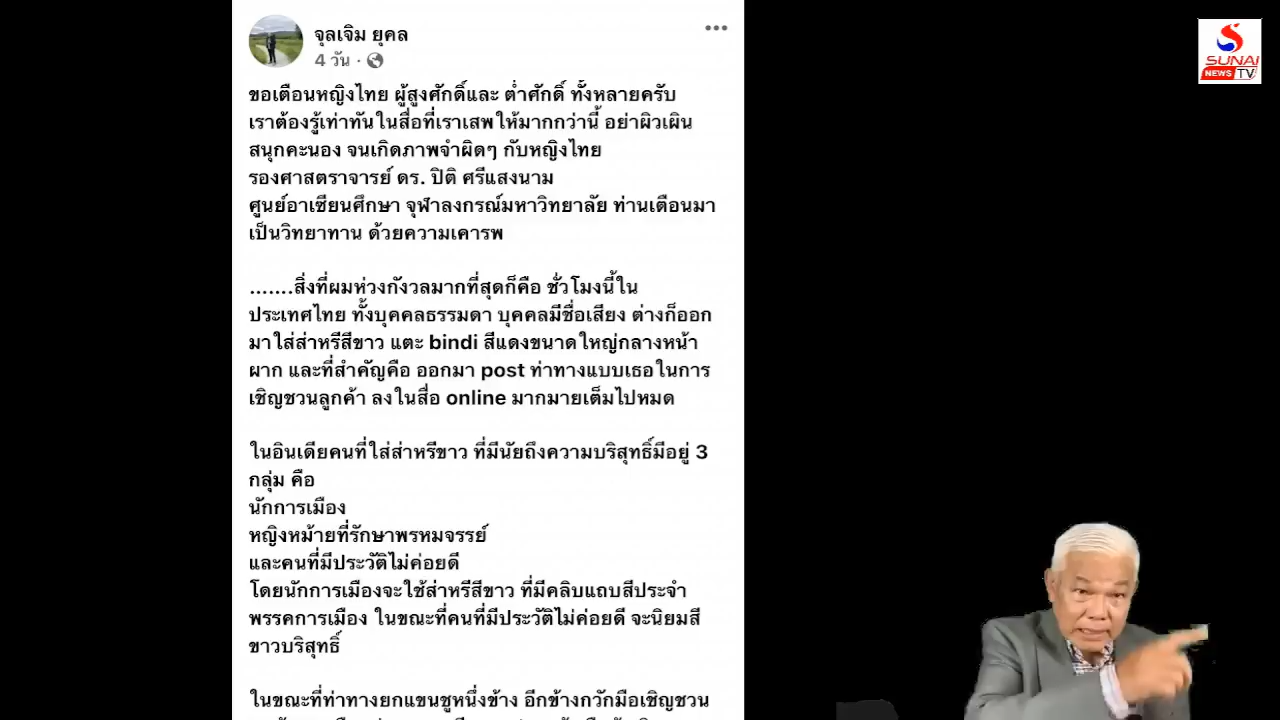 จุลเจิม ยุคล
4 วัน ·
ขอเตือนหญิงไทย ผู้สูงศักดิ์และ ต่ำศักดิ์ ทั้งหลายครับ
เราต้องรู้เท่าทันในสื่อที่เราเสพให้มากกว่านี้ อย่าผิวเผิน
สนุกคะนอง จนเกิดภาพจำผิดๆ กับหญิงไทย
รองศาสตราจารย์ ดร. ปิติ ศรีแสงนาม
ศูนย์อาเซียนศึกษา จุฬาลงกรณ์มหาวิทยาลัย ท่านเตือนมา
เป็นวิทยาทาน ด้วยความเคารพ
.......สิ่งที่ผมห่วงกังวลมากที่สุดก็คือ ชั่วโมงนี้ใน
ประเทศไทย ทั้งบุคคลธรรมดา บุคคลมีชื่อเสียง ต่างก็ออก
มาใส่ส่าหรีสีขาว แตะ bindi สีแดงขนาดใหญ่กลางหน้า
ผาก และที่สำคัญคือ ออกมา post ท่าทางแบบเธอในการ
เชิญชวนลูกค้า ลงในสื่อ online มากมายเต็มไปหมด
ในอินเดียคนที่ใส่ส่าหรีขาว ที่มีนัยถึงความบริสุทธิ์มีอยู่ 3
กลุ่ม คือ
นักการเมือง
หญิงหม้ายที่รักษาพรหมจรรย์
และคนที่มีประวัติไม่ค่อยดี
โดยนักการเมืองจะใช้ส่าหรีสีขาว ที่มีคลิบแถบสีประจำ
พรรคการเมือง ในขณะที่คนที่มีประวัติไม่ค่อยดี จะนิยมสี
ขาวบริสุทธิ์
ในขณะที่ท่าทางยกแขนชูหนึ่งข้าง อีกข้างกวักมือเชิญชวน
SUNAI
NEWS TV